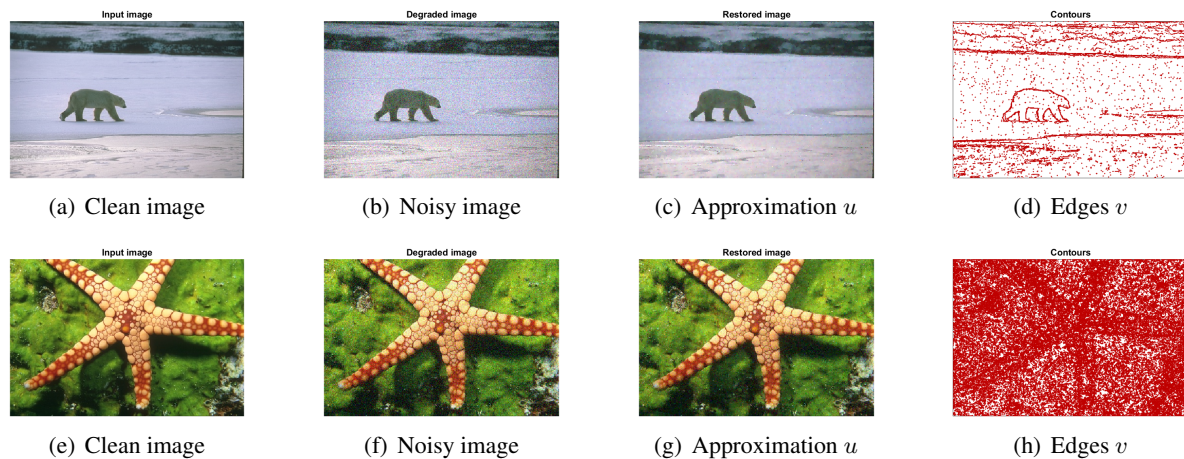 Input image
Degraded image
Restored image
Contours
(a) Clean image
(b) Noisy image
(c) Approximation u
(d) Edges v
Input image
Degraded image
Restored image
Contours
(e) Clean image
(f) Noisy image
(g) Approximation u
(h) Edges v